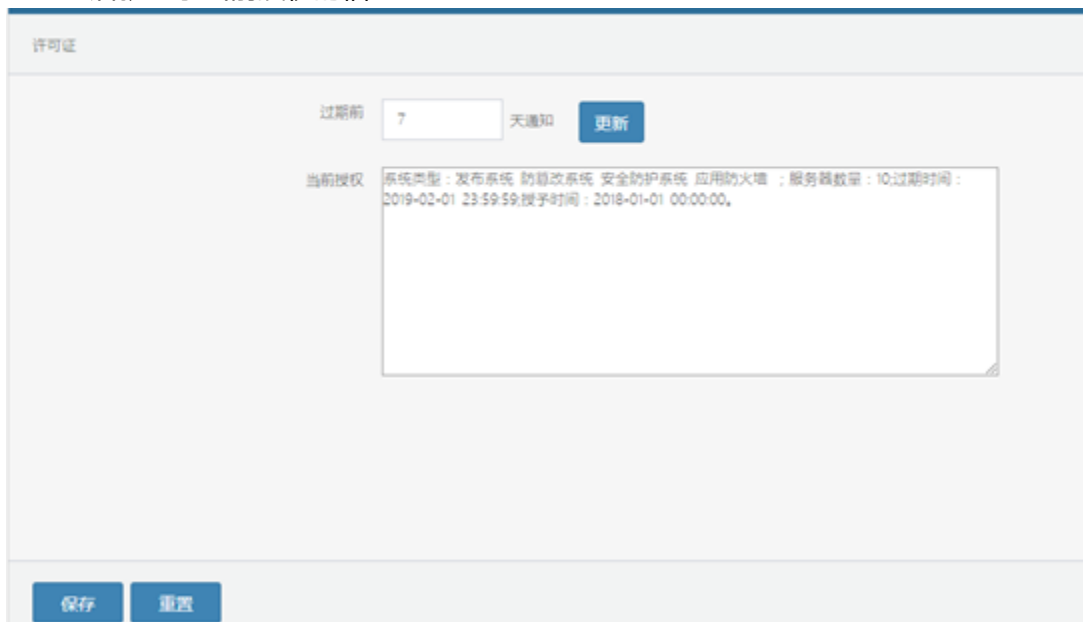 许可证
过期前 7 天通知 更新
当前授权 系统类型：发布系统 防篡改系统 安全防护系统 应用防火墙 ；服务器数量：10;过期时间：
2019-02-01 23:59:59;授予时间：2018-01-01 00:00:00。
保存 重置